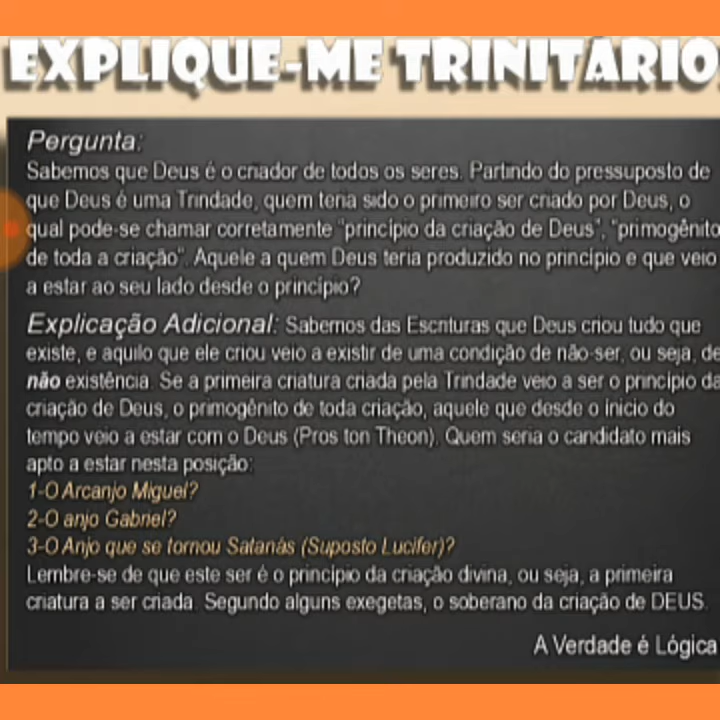 EXPLIQUE-ME TRINITÁRIO
Pergunta:
Sabemos que Deus é o criador de todos os seres. Partindo do pressuposto de
que Deus é uma Trindade, quem teria sido o primeiro ser criado por Deus, o
qual pode-se chamar corretamente "princípio da criação de Deus", "primogênito
de toda a criação". Aquele a quem Deus teria produzido no princípio e que veio
a estar ao seu lado desde o princípio?
Explicação Adicional: Sabemos das Escrituras que Deus criou tudo que
existe, e aquilo que ele criou veio a existir de uma condição de não-ser, ou seja, de
não existência. Se a primeira criatura criada pela Trindade veio a ser o princípio da
criação de Deus, o primogênito de toda criação, aquele que desde o início do
tempo veio a estar com o Deus (Pros ton Theon). Quem seria o candidato mais
apto a estar nesta posição:
1-O Arcanjo Miguel?
2-O anjo Gabriel?
3-O Anjo que se tornou Satanás (Suposto Lucifer)?
Lembre-se de que este ser é o princípio da criação divina, ou seja, a primeira
criatura a ser criada. Segundo alguns exegetas, o soberano da criação de DEUS.
A Verdade é Lógica